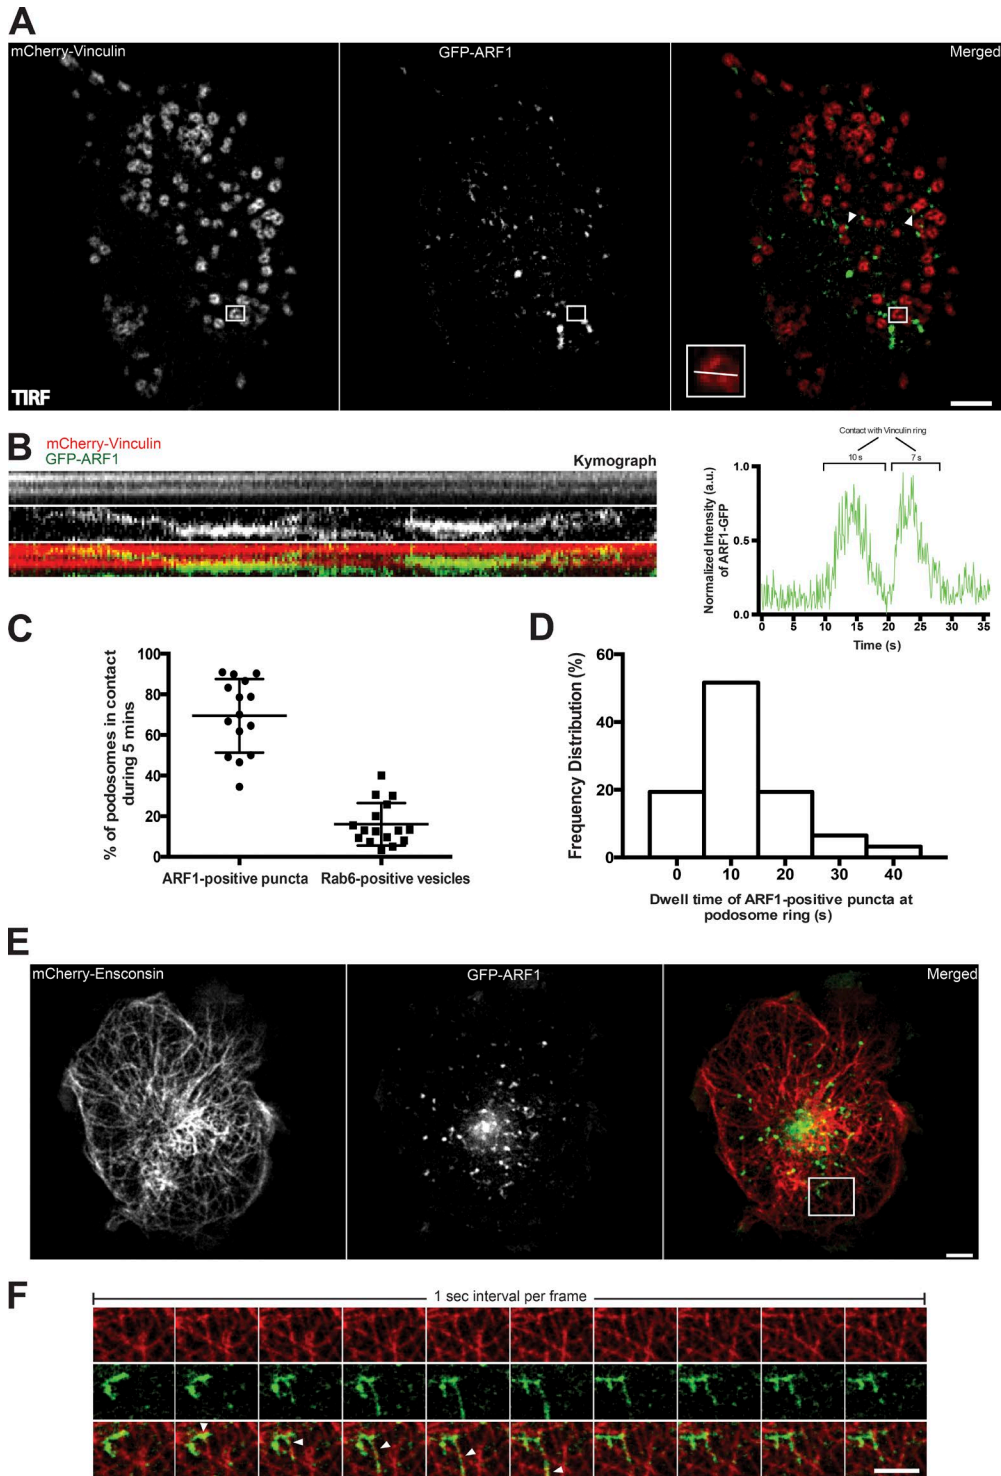 A
mCherry-Vinculin
GFP-ARF1
Merged
TIRF
B
mCherry-Vinculin
GFP-ARF1
Kymograph
Contact with Vinculin ring
10 s
7 s
Normalized Intensity (a.u.)
of ARF1-GFP
1.0
0.5
0.0
0 5 10 15 20 25 30 35
Time (s)
C
% of podosomes in contact
during 5 mins
100
80
60
40
20
0
ARF1-positive puncta
Rab6-positive vesicles
D
Frequency Distribution (%)
60
40
20
0
0 10 20 30 40
Dwell time of ARF1-positive puncta at
podosome ring (s)
E
mCherry-Ensconsin
GFP-ARF1
Merged
F
1 sec interval per frame